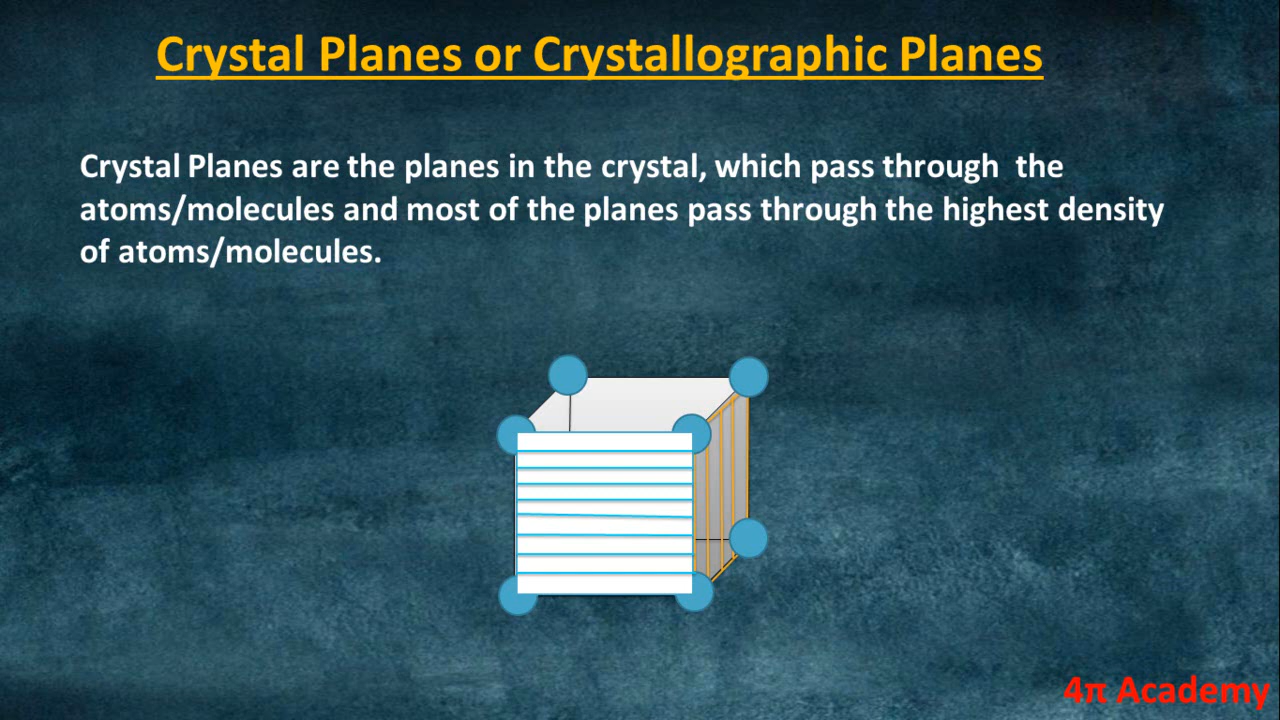 Crystal Planes or Crystallographic Planes
Crystal Planes are the planes in the crystal, which pass through the
atoms/molecules and most of the planes pass through the highest density
of atoms/molecules.
4π Academy